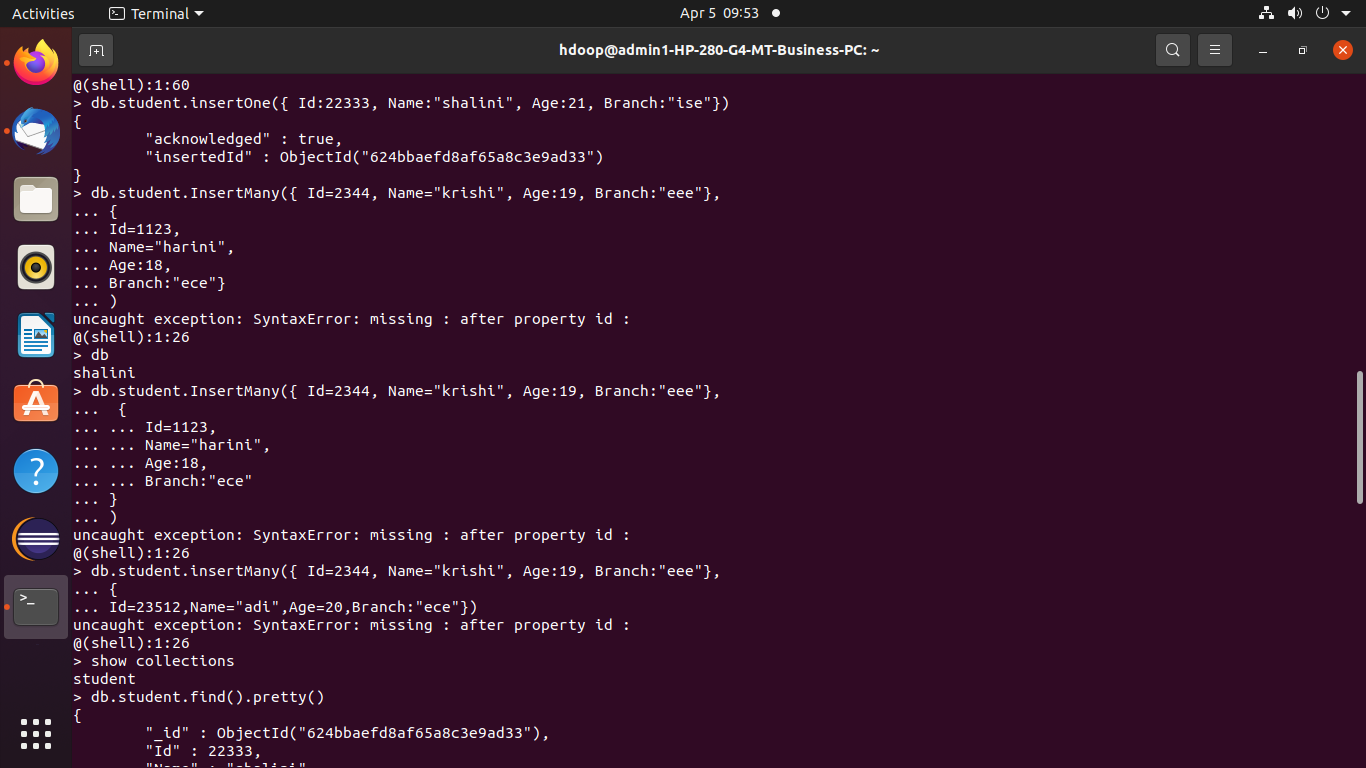 Activities Terminal Apr 5 09:53
hdoop@admin1-HP-280-G4-MT-Business-PC: ~
@(shell):1:60
> db.student.insertOne({ Id:22333, Name:"shalini", Age:21, Branch:"ise"})
{
        "acknowledged" : true,
        "insertedId" : ObjectId("624bbaefd8af65a8c3e9ad33")
}
> db.student.InsertMany({ Id=2344, Name="krishi", Age:19, Branch:"eee"},
... {
... Id=1123,
... Name="harini",
... Age:18,
... Branch:"ece"}
... )
uncaught exception: SyntaxError: missing : after property id :
@(shell):1:26
> db
shalini
> db.student.InsertMany({ Id=2344, Name="krishi", Age:19, Branch:"eee"},
...  {
... ... Id=1123,
... ... Name="harini",
... ... Age:18,
... ... Branch:"ece"
... }
... )
uncaught exception: SyntaxError: missing : after property id :
@(shell):1:26
> db.student.insertMany({ Id=2344, Name="krishi", Age:19, Branch:"eee"},
... {
... Id=23512,Name="adi",Age=20,Branch:"ece"})
uncaught exception: SyntaxError: missing : after property id :
@(shell):1:26
> show collections
student
> db.student.find().pretty()
{
        "_id" : ObjectId("624bbaefd8af65a8c3e9ad33"),
        "Id" : 22333,
        "Name" : "shalini"